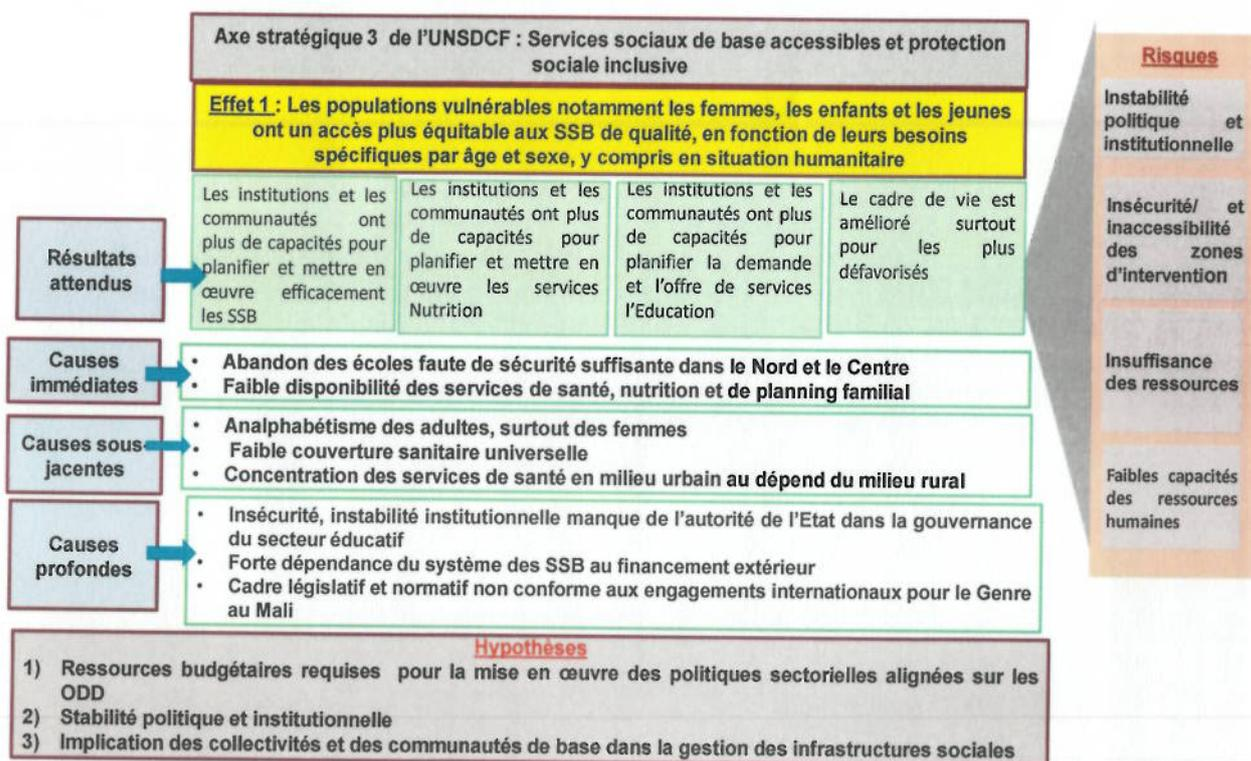 Axe stratégique 3 de l'UNSDCF : Services sociaux de base accessibles et protection
sociale inclusive
Effet 1 : Les populations vulnérables notamment les femmes, les enfants et les jeunes
ont un accès plus équitable aux SSB de qualité, en fonction de leurs besoins
spécifiques par âge et sexe, y compris en situation humanitaire
Résultats
attendus
Les institutions et les
communautés ont
plus de capacités pour
planifier et mettre en
œuvre efficacement
les SSB
Les institutions et les
communautés ont plus
de capacités pour
planifier et mettre en
œuvre les services
Nutrition
Les institutions et les
communautés ont plus
de capacités pour
planifier la demande
et l'offre de services
l'Education
Le cadre de vie est
amélioré surtout
pour les plus
défavorisés
Causes
immédiates
• Abandon des écoles faute de sécurité suffisante dans le Nord et le Centre
• Faible disponibilité des services de santé, nutrition et de planning familial
Causes sous-
jacentes
• Analphabétisme des adultes, surtout des femmes
• Faible couverture sanitaire universelle
• Concentration des services de santé en milieu urbain au dépend du milieu rural
Causes
profondes
• Insécurité, instabilité institutionnelle manque de l'autorité de l'Etat dans la gouvernance
du secteur éducatif
• Forte dépendance du système des SSB au financement extérieur
• Cadre législatif et normatif non conforme aux engagements internationaux pour le Genre
au Mali
Hypothèses
1) Ressources budgétaires requises pour la mise en œuvre des politiques sectorielles alignées sur les
ODD
2) Stabilité politique et institutionnelle
3) Implication des collectivités et des communautés de base dans la gestion des infrastructures sociales
Risques
Instabilité
politique et
institutionnelle
Insécurité/ et
inaccessibilité
des zones
d'intervention
Insuffisance
des ressources
Faibles capacités
des ressources
humaines